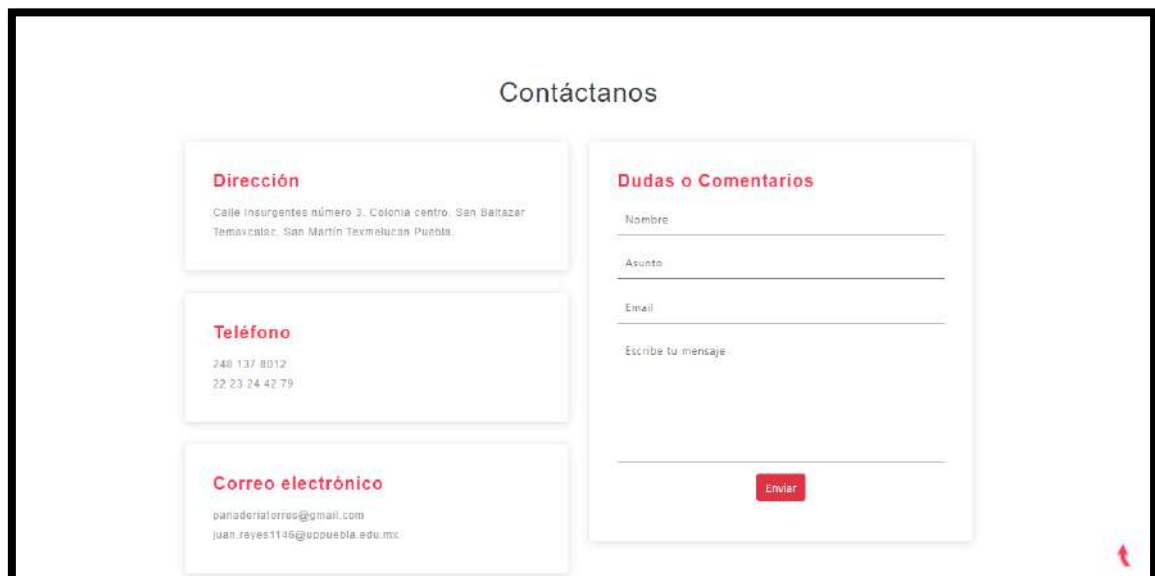 Contáctanos
Dirección
Calle Insurgentes número 3, Colonia centro, San Baltazar
Temaxcalac, San Martín Texmelucan Puebla.
Teléfono
248 137 8012
22 23 24 42 79
Correo electrónico
panaderiatorres@gmail.com
juan.reyes1146@uppuebla.edu.mx
Dudas o Comentarios
Nombre
Asunto
Email
Escribe tu mensaje
Enviar